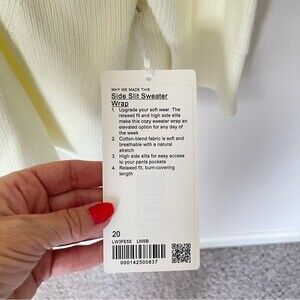 WHY WE MADE THIS
Side Slit Sweater
Wrap
1. Upgrade your soft wear. The
relaxed fit and high side slits
make this cozy sweater wrap an
elevated option for any day of
the week
2. Cotton-blend fabric is soft and
breathable with a natural
stretch
3. High side slits for easy access
to your pants pockets
4. Relaxed fit, bum-covering
length
20
LW3FE5D LMSB
000142500837